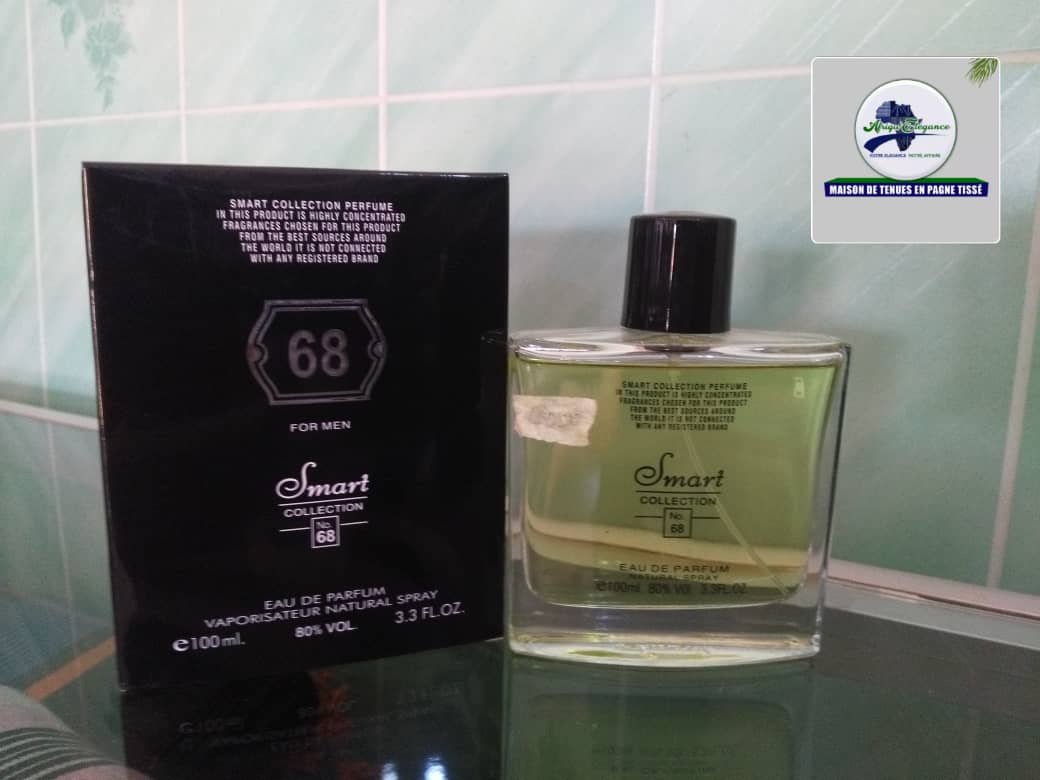 SMART COLLECTION PERFUME
IN THIS PRODUCT IS HIGHLY CONCENTRATED
FRAGRANCES CHOSEN FOR THIS PRODUCT
FROM THE BEST SOURCES AROUND
THE WORLD IT IS NOT CONNECTED
WITH ANY REGISTERED BRAND
68
FOR MEN
Smart
COLLECTION
No.
68
EAU DE PARFUM
VAPORISATEUR NATURAL SPRAY
e100ml. 80% VOL. 3.3 FL.OZ.
SMART COLLECTION PERFUME
IN THIS PRODUCT IS HIGHLY CONCENTRATED
FRAGRANCES CHOSEN FOR THIS PRODUCT
FROM THE BEST SOURCES AROUND
THE WORLD IT IS NOT CONNECTED
WITH ANY REGISTERED BRAND
Smart
COLLECTION
No.
68
EAU DE PARFUM
NATURAL SPRAY
e100ml 80% VOL 3.3FL.OZ.
VOTRE ELEGANCE NOTRE AFFAIRE
MAISON DE TENUES EN PAGNE TISSÉ